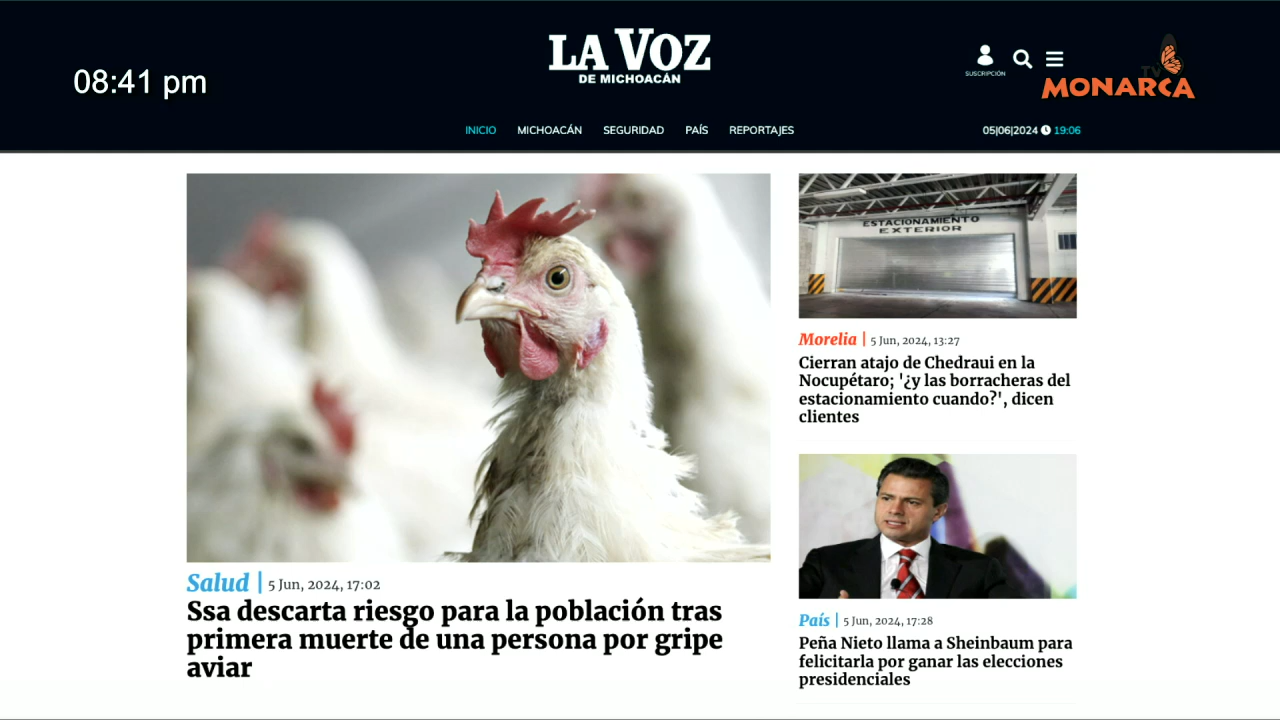 08:41 pm
LA VOZ
DE MICHOACÁN
SUSCRIPCIÓN
TV
MONARCA
INICIO MICHOACÁN SEGURIDAD PAÍS REPORTAJES
05|06|2024 19:06
ESTACIONAMIENTO
EXTERIOR
Morelia | 5 Jun, 2024, 13:27
Cierran atajo de Chedraui en la
Nocupétaro; '¿y las borracheras del
estacionamiento cuando?', dicen
clientes
Salud | 5 Jun, 2024, 17:02
Ssa descarta riesgo para la población tras
primera muerte de una persona por gripe
aviar
País | 5 Jun, 2024, 17:28
Peña Nieto llama a Sheinbaum para
felicitarla por ganar las elecciones
presidenciales